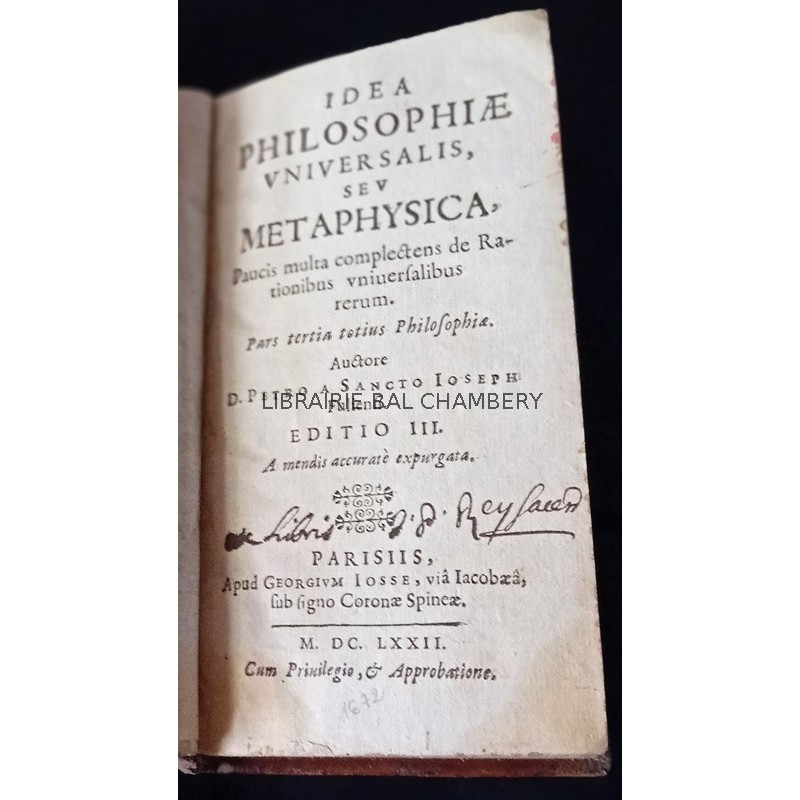 IDEA
PHILOSOPHIÆ
VNIVERSALIS,
SEV
METAPHYSICA,
Paucis multa complectens de Ra-
tionibus vniuerſalibus
rerum.
Pars tertia totius Philoſophiæ.
Auctore
D. PETRO A SANCTO IOSEPH
LIBRAIRIE BAL CHAMBERY
EDITIO III.
A mendis accuratè expurgata.
ex Libris J. D. Rey
PARISIIS,
Apud GEORGIVM IOSSE, viâ Iacobæâ,
ſub ſigno Coronæ Spineæ.
M. DC. LXXII.
Cum Priuilegio, & Approbatione.
1672